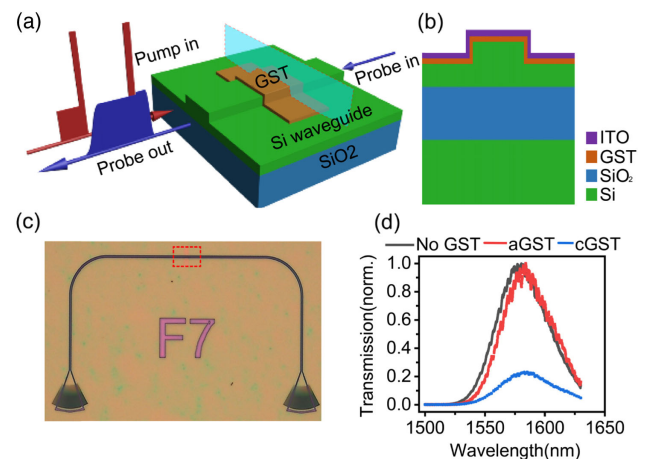 (a)
Pump in
GST
Probe in
Si waveguide
Probe out
SiO2
(b)
ITO
GST
SiO₂
Si
(c)
F7
(d)
No GST aGST cGST
Transmission(norm.)
1.0
0.8
0.6
0.4
0.2
0.0
1500 1550 1600 1650
Wavelength(nm)